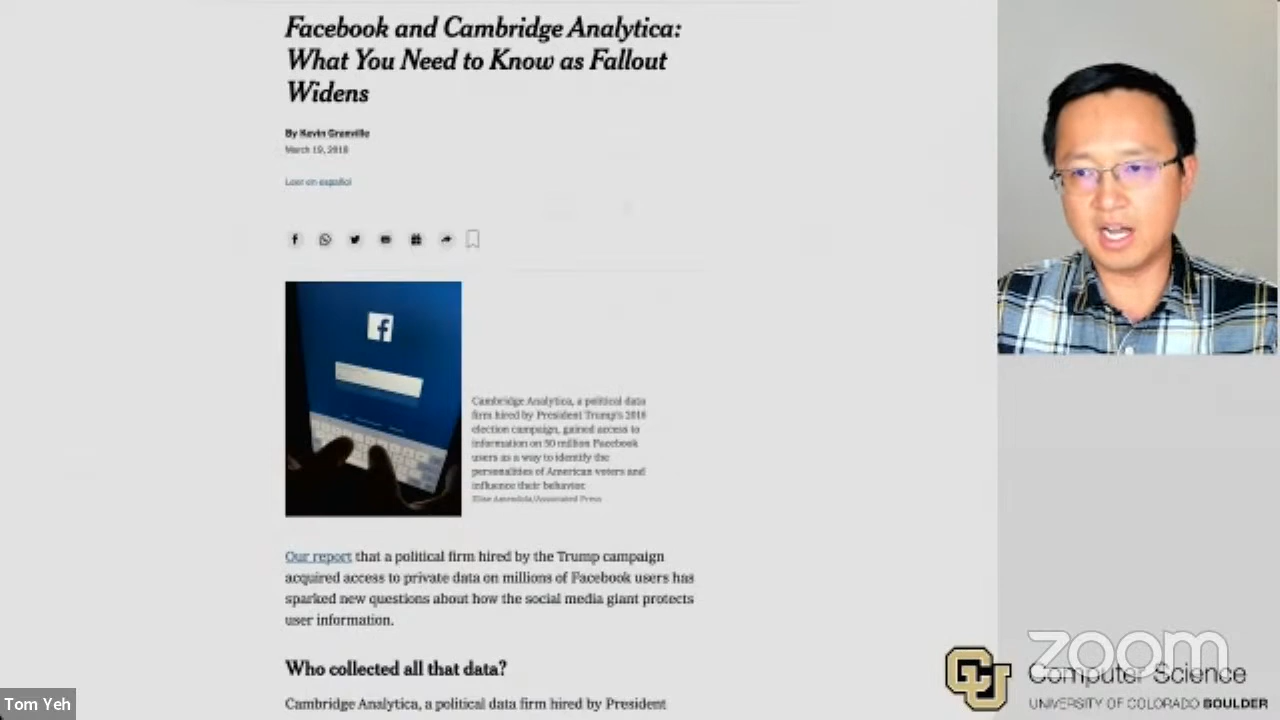 Facebook and Cambridge Analytica:
What You Need to Know as Fallout
Widens
By Kevin Granville
March 19, 2018
Leer en español
Cambridge Analytica, a political data
firm hired by President Trump's 2016
election campaign, gained access to
information on 50 million Facebook
users as a way to identify the
personalities of American voters and
influence their behavior.
Elise Amendola/Associated Press
Our report that a political firm hired by the Trump campaign
acquired access to private data on millions of Facebook users has
sparked new questions about how the social media giant protects
user information.
Who collected all that data?
Cambridge Analytica, a political data firm hired by President
zoom
CU
Computer Science
UNIVERSITY OF COLORADO BOULDER
Tom Yeh